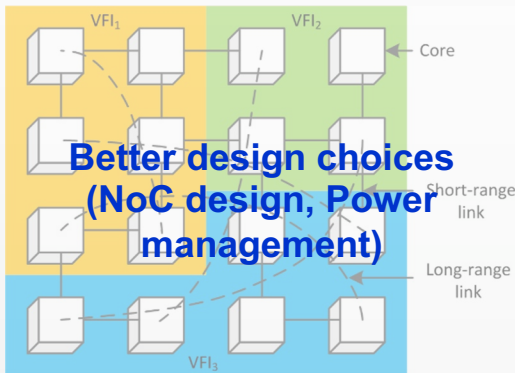 VFI1 VFI2
Core
Better design choices
(NoC design, Power
management)
Short-range
link
Long-range
link
VFI3